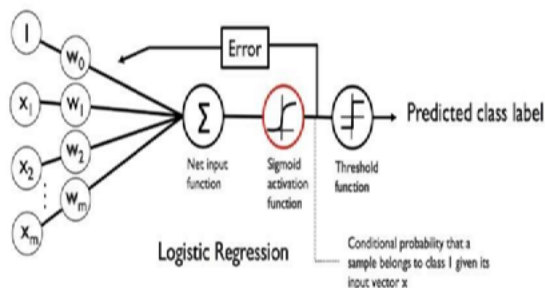 1
w0
Error
x1
w1
Σ
Predicted class label
x2
w2
Net input
function
Sigmoid
activation
function
Threshold
function
wm
xm
Logistic Regression
Conditional probability that a
sample belongs to class 1 given its
input vector x